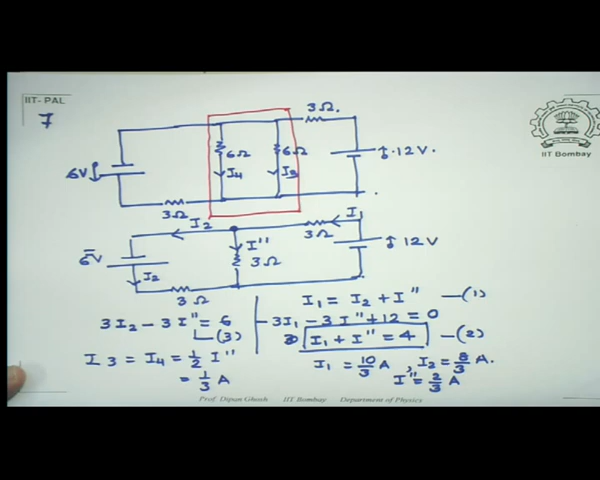 IIT- PAL
7
IIT Bombay
3Ω.
6V
6Ω
6Ω
12V.
I4
I3
3Ω
I2
I1
3Ω
I"
3Ω
12V
6V
I2
3Ω
I1 = I2 + I" —(1)
3I2 - 3I" = 6
-3I1 - 3I" + 12 = 0
(3)
I1 + I" = 4 —(2)
I3 = I4 = 1/2 I"
= 1/3 A
I1 = 10/3 A, I2 = 8/3 A.
I" = 2/3 A
Prof. Dipan Ghosh IIT Bombay Department of Physics